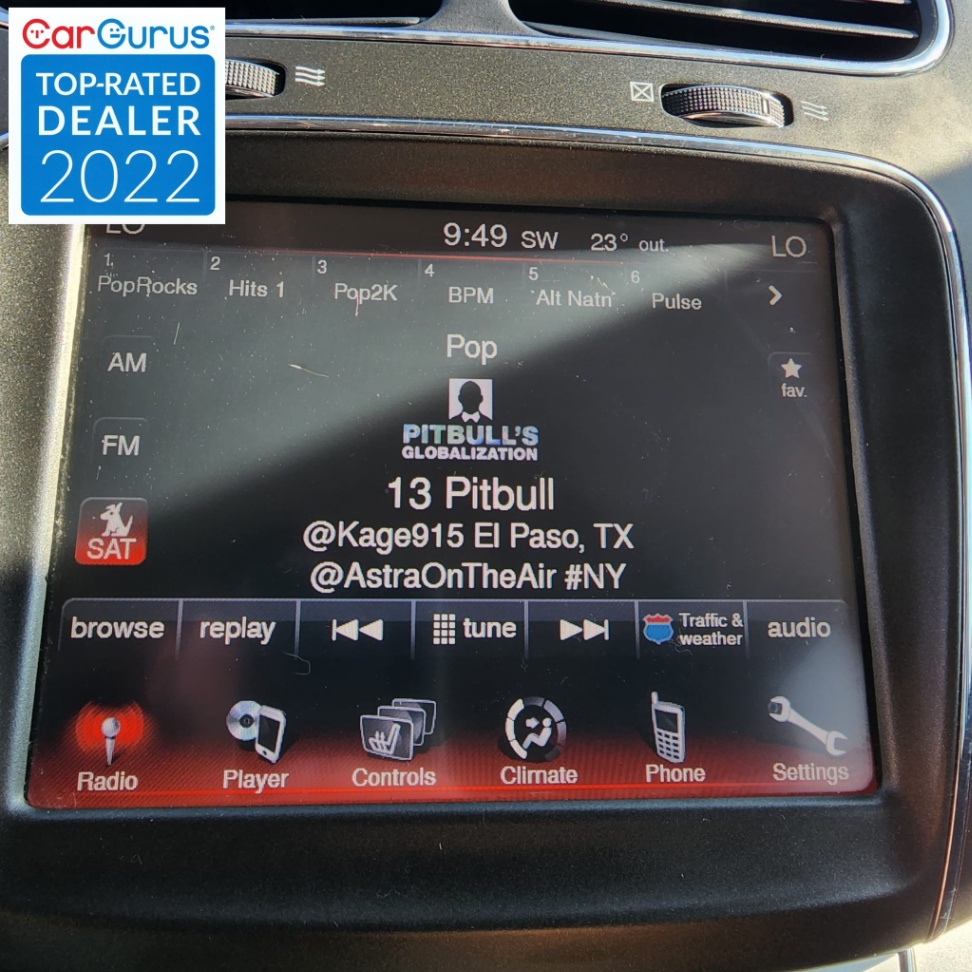 CarGurus
TOP-RATED
DEALER
2022
LO 9:49 SW 23° out. LO
1 PopRocks 2 Hits 1 3 Pop2K 4 BPM 5 Alt Natn 6 Pulse
AM
Pop
fav.
PITBULL'S
GLOBALIZATION
FM
13 Pitbull
@Kage915 El Paso, TX
SAT
@AstraOnTheAir #NY
browse replay tune Traffic & weather audio
Radio Player Controls Climate Phone Settings